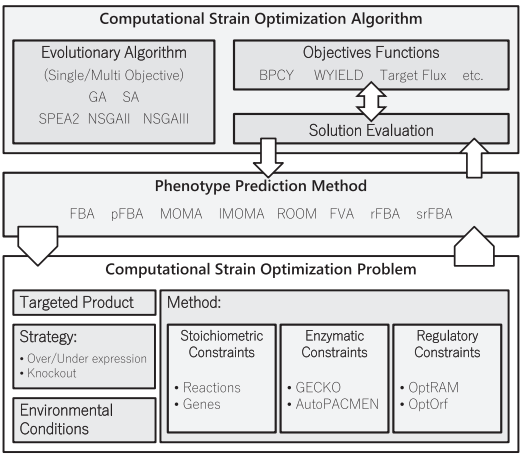 Computational Strain Optimization Algorithm
Evolutionary Algorithm
(Single/Multi Objective)
GA SA
SPEA2 NSGAII NSGAIII
Objectives Functions
BPCY WYIELD Target Flux etc.
Solution Evaluation
Phenotype Prediction Method
FBA pFBA MOMA lMOMA ROOM FVA rFBA srFBA
Computational Strain Optimization Problem
Targeted Product
Strategy:
• Over/Under expression
• Knockout
Environmental
Conditions
Method:
Stoichiometric
Constraints
• Reactions
• Genes
Enzymatic
Constraints
• GECKO
• AutoPACMEN
Regulatory
Constraints
• OptRAM
• OptOrf